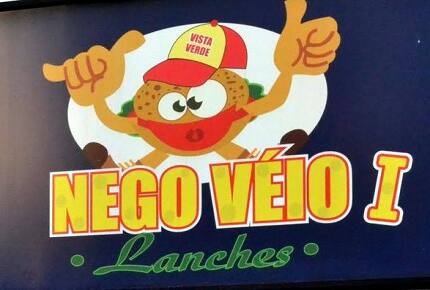 VISTA
VERDE
NEGO VÉIO I
• Lanches •